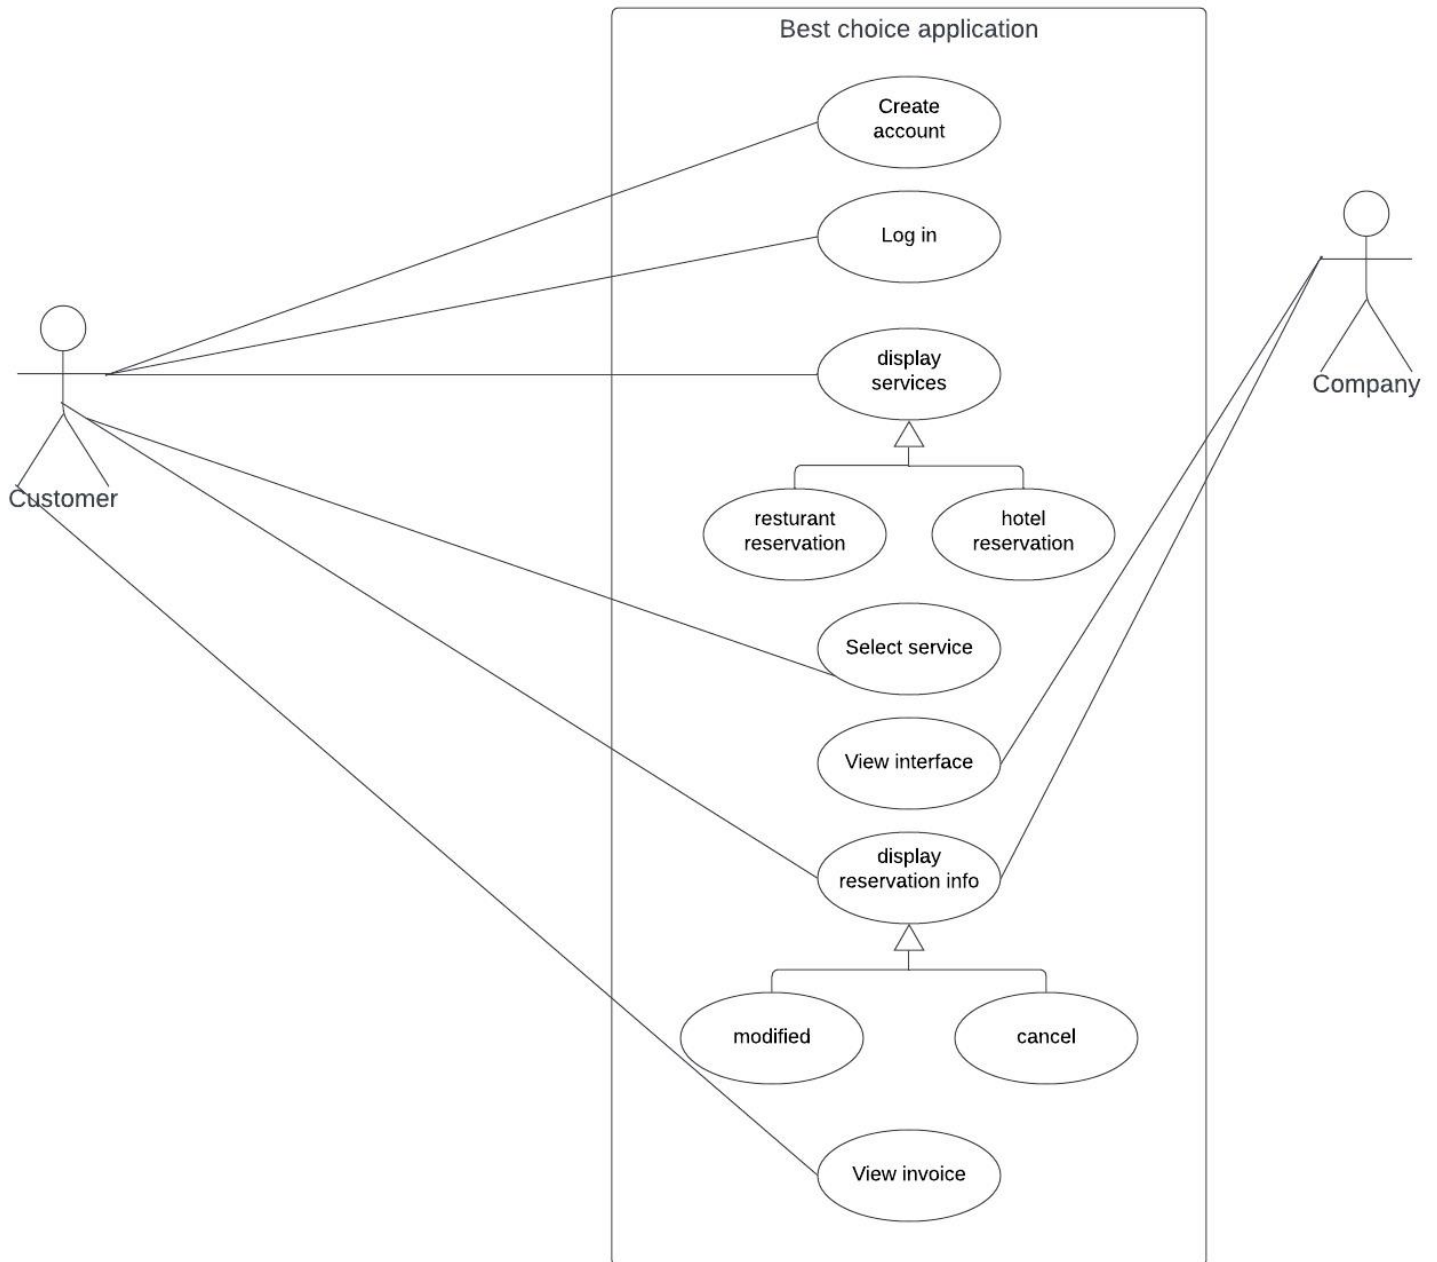 Best choice application
Create
account
Log in
display
services
Company
Customer
resturant
reservation
hotel
reservation
Select service
View interface
display
reservation info
modified
cancel
View invoice